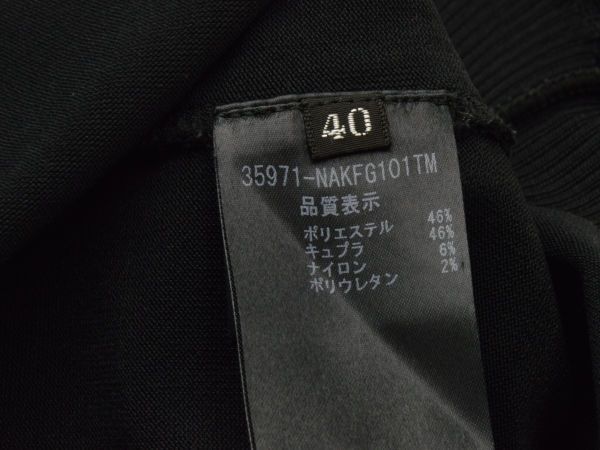 40
35971-NAKFG101TM
品質表示
ポリエステル 46%
キュプラ 46%
ナイロン 6%
ポリウレタン 2%